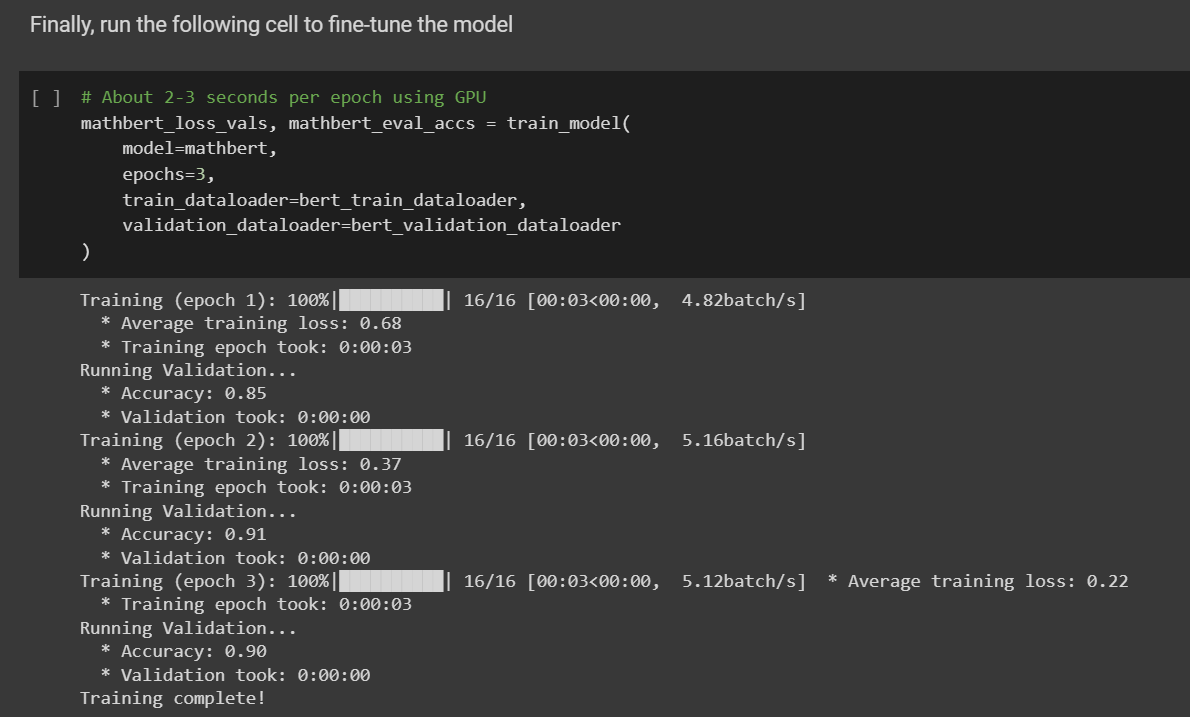 Finally, run the following cell to fine-tune the model
[ ] # About 2-3 seconds per epoch using GPU
mathbert_loss_vals, mathbert_eval_accs = train_model(
    model=mathbert,
    epochs=3,
    train_dataloader=bert_train_dataloader,
    validation_dataloader=bert_validation_dataloader
)
Training (epoch 1): 100%|██████████| 16/16 [00:03<00:00,  4.82batch/s]
  * Average training loss: 0.68
  * Training epoch took: 0:00:03
Running Validation...
  * Accuracy: 0.85
  * Validation took: 0:00:00
Training (epoch 2): 100%|██████████| 16/16 [00:03<00:00,  5.16batch/s]
  * Average training loss: 0.37
  * Training epoch took: 0:00:03
Running Validation...
  * Accuracy: 0.91
  * Validation took: 0:00:00
Training (epoch 3): 100%|██████████| 16/16 [00:03<00:00,  5.12batch/s]  * Average training loss: 0.22
  * Training epoch took: 0:00:03
Running Validation...
  * Accuracy: 0.90
  * Validation took: 0:00:00
Training complete!